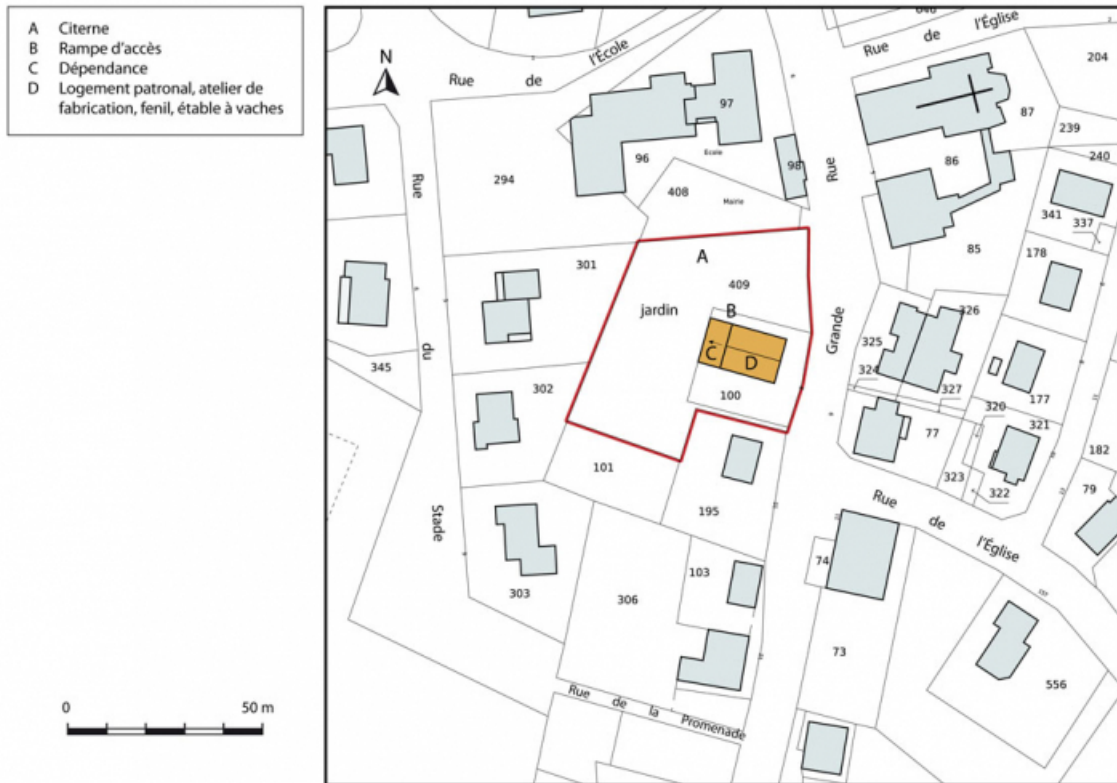 A Citerne
B Rampe d'accès
C Dépendance
D Logement patronal, atelier de
fabrication, fenil, étable à vaches
N
0 50 m
Rue de l'École
Rue de l'Église
204
97
87
239
96
Ecole
98
86
240
294
408
Mairie
Rue
341
337
85
178
301
A
409
jardin
B
326
Grande
325
C
D
324
345
du
302
100
327
320
177
321
77
101
323
322
182
79
195
Rue de l'Église
Stade
74
103
303
306
73
556
Rue de la Promenade
Rue